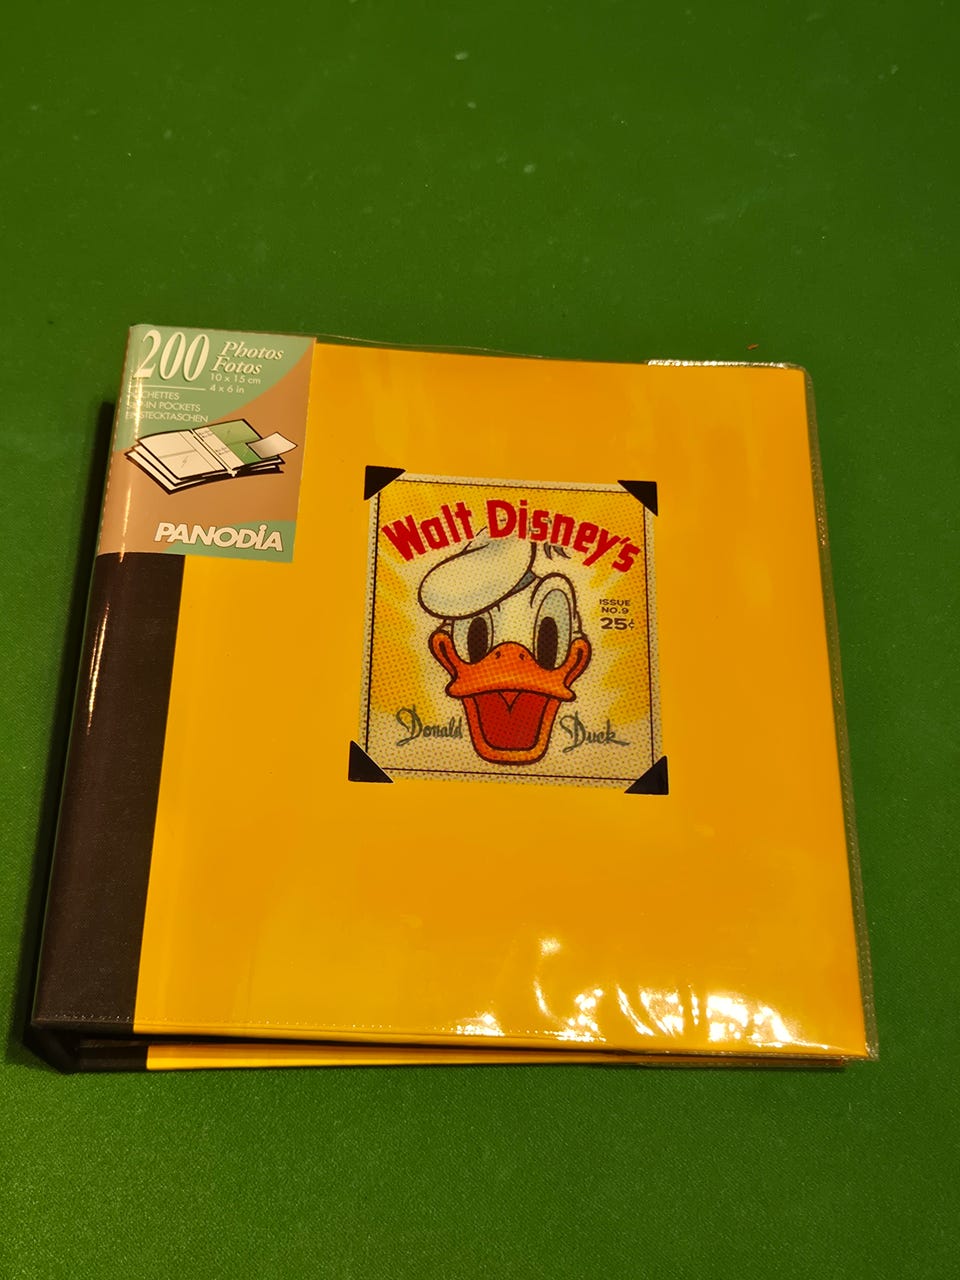 200 Photos
Fotos
10 x 15 cm
4 x 6 in
POCKETS
PANODIA
Walt Disney's
ISSUE
NO.9
25¢
Donald Duck